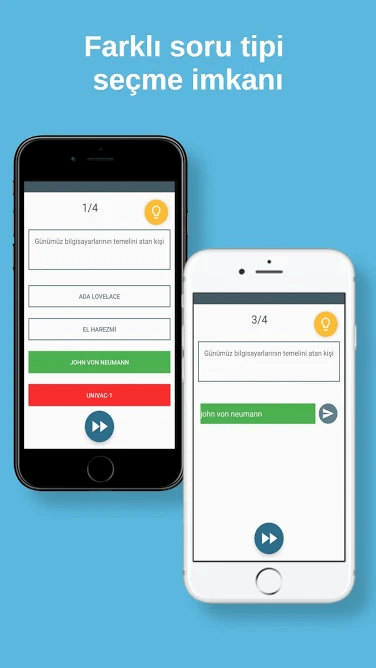 Farklı soru tipi
seçme imkanı
1/4
Günümüz bilgisayarlarının temelini atan kişi
ADA LOVELACE
EL HAREZMİ
JOHN VON NEUMANN
UNIVAC-1
3/4
Günümüz bilgisayarlarının temelini atan kişi
john von neumann